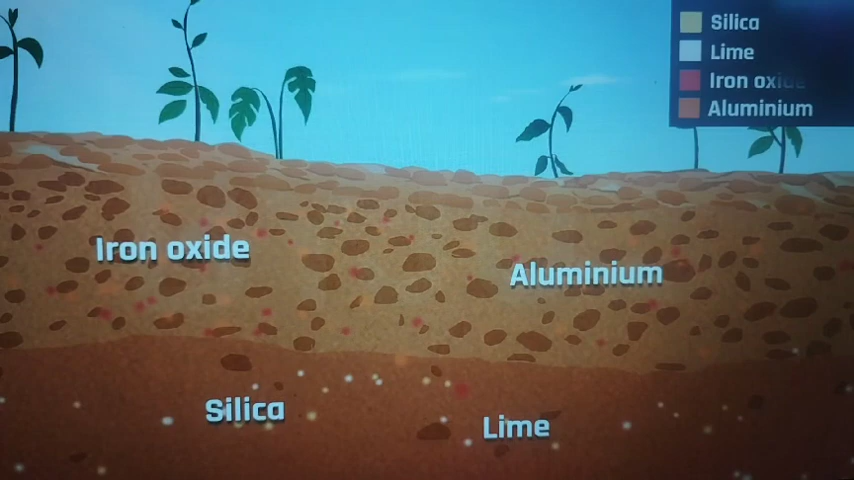 Silica
Lime
Iron oxide
Aluminium
Iron oxide
Aluminium
Silica
Lime